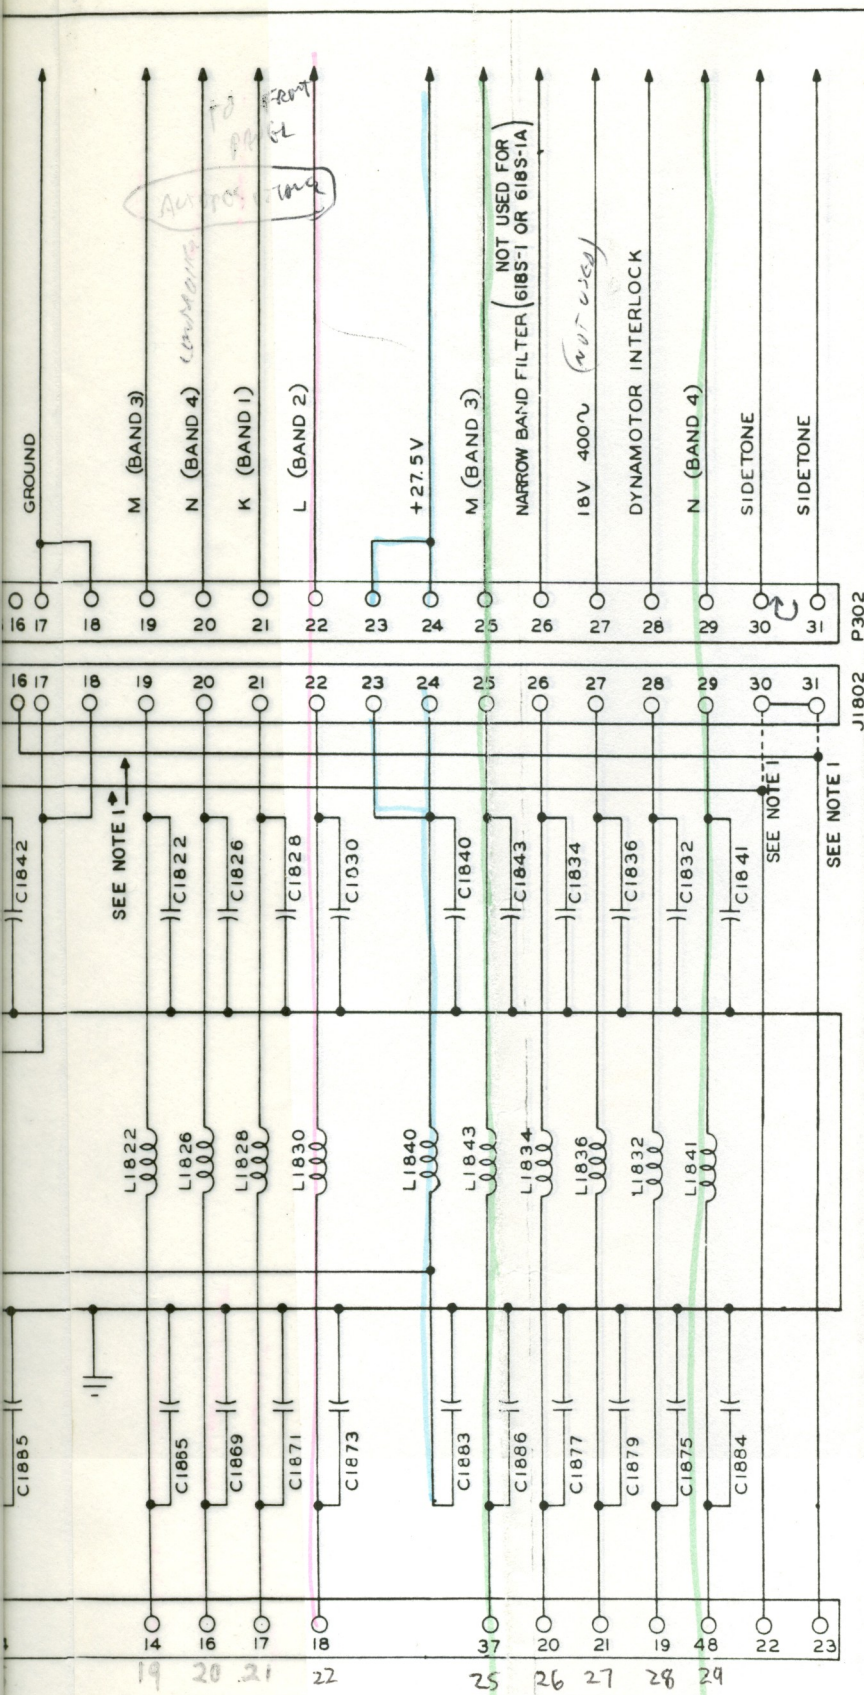 TO FRONT
PANEL
NOT USED FOR
618S-1 OR 618S-1A
GROUND
M (BAND 3)
N (BAND 4)
K (BAND 1)
L (BAND 2)
+27.5V
M (BAND 3)
NARROW BAND FILTER
18V 400~ (NOT USED)
DYNAMOTOR INTERLOCK
N (BAND 4)
SIDETONE
SIDETONE
16 17 18 19 20 21 22 23 24 25 26 27 28 29 30 31
P302
16 17 18 19 20 21 22 23 24 25 26 27 28 29 30 31
J1802
SEE NOTE 1
SEE NOTE 1
SEE NOTE 1
C1842
C1822
C1826
C1828
C1830
C1840
C1843
C1834
C1836
C1832
C1841
L1822
L1826
L1828
L1830
L1840
L1843
L1834
L1836
L1832
L1841
C1885
C1865
C1869
C1871
C1873
C1883
C1886
C1877
C1879
C1875
C1884
14 16 17 18 37 20 21 19 48 22 23
19 20 21 22 25 26 27 28 29